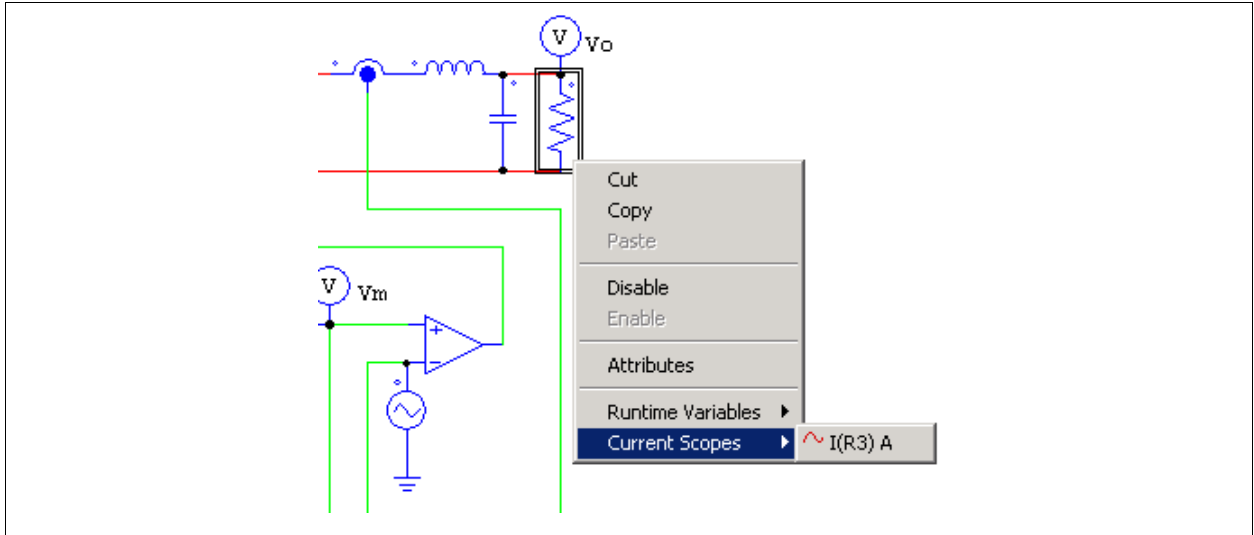 V Vo
Cut
Copy
Paste
Disable
V Vm
Enable
+
Attributes
−
Runtime Variables
Current Scopes I(R3) A